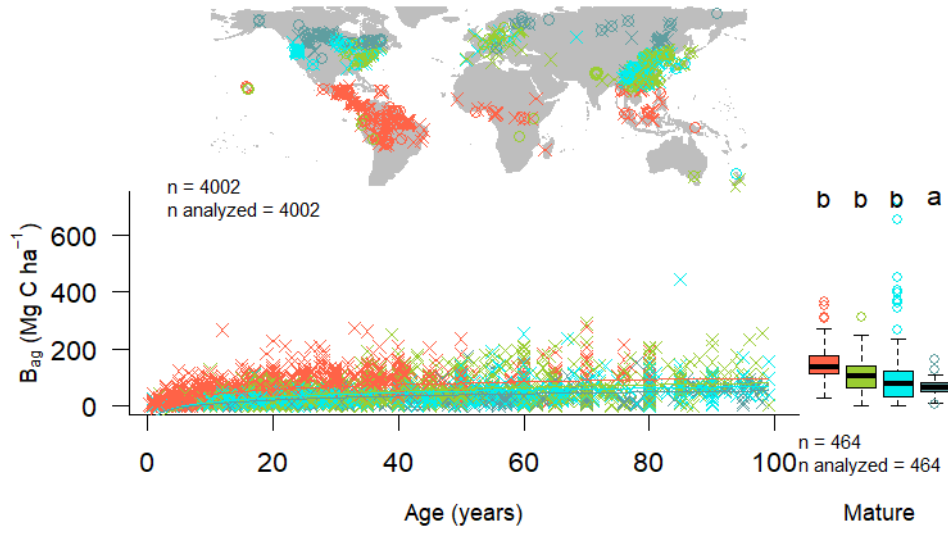 n = 4002
n analyzed = 4002
b b b a
B_ag (Mg C ha⁻¹)
600
400
200
0
0 20 40 60 80 100
n = 464
n analyzed = 464
Age (years)
Mature